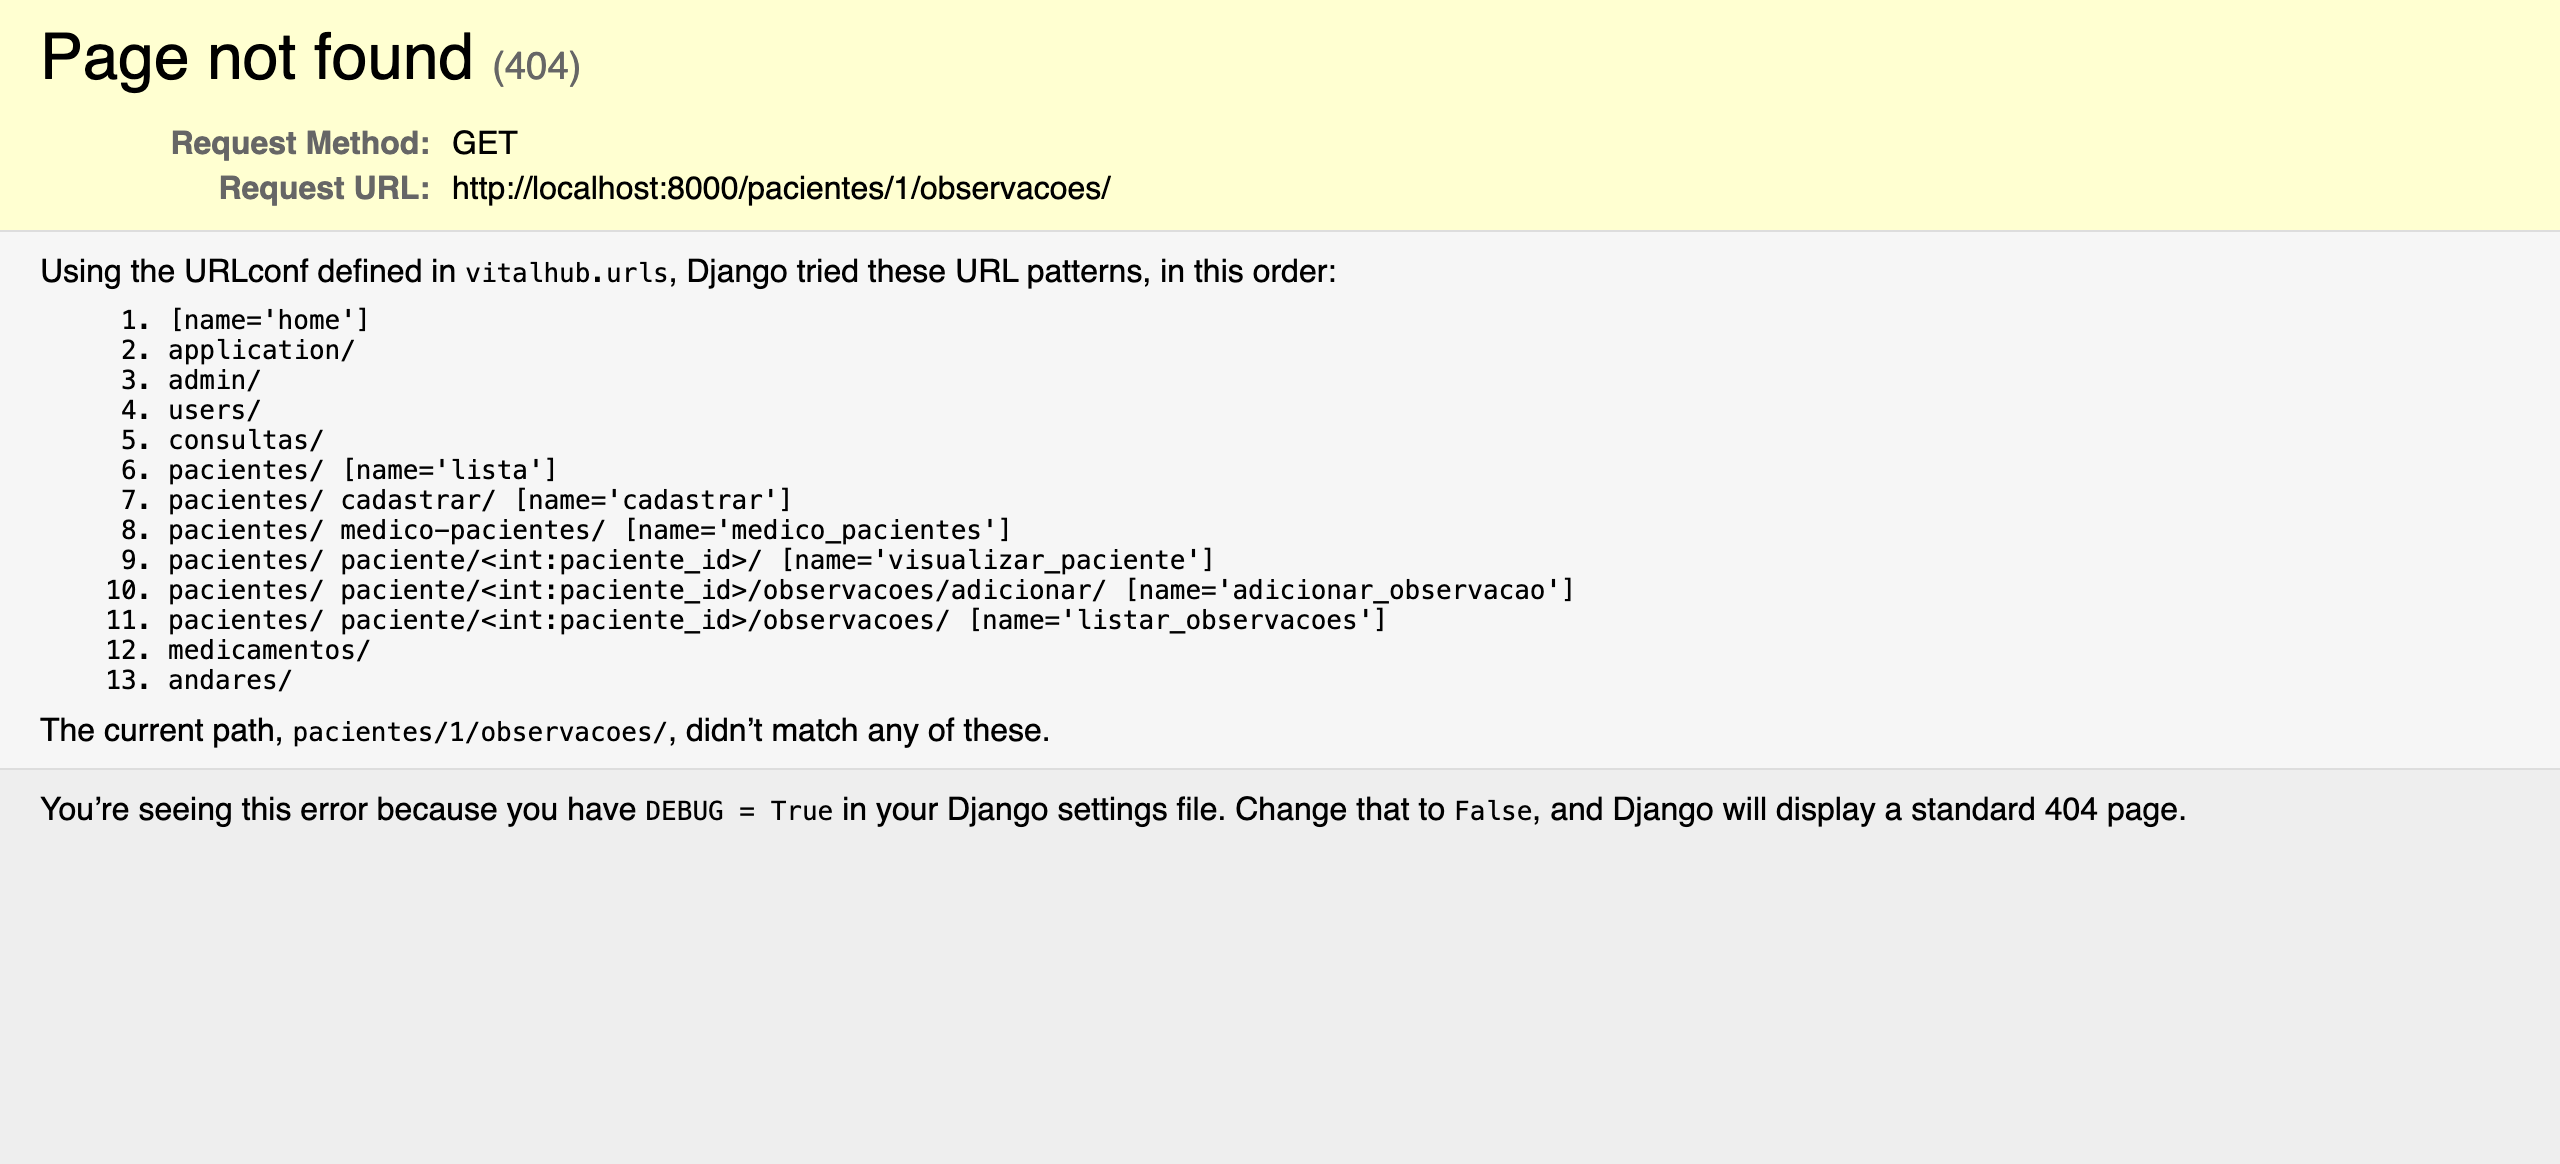 Page not found (404)
Request Method: GET
Request URL: http://localhost:8000/pacientes/1/observacoes/
Using the URLconf defined in vitalhub.urls, Django tried these URL patterns, in this order:
1. [name='home']
2. application/
3. admin/
4. users/
5. consultas/
6. pacientes/ [name='lista']
7. pacientes/ cadastrar/ [name='cadastrar']
8. pacientes/ medico-pacientes/ [name='medico_pacientes']
9. pacientes/ paciente/<int:paciente_id>/ [name='visualizar_paciente']
10. pacientes/ paciente/<int:paciente_id>/observacoes/adicionar/ [name='adicionar_observacao']
11. pacientes/ paciente/<int:paciente_id>/observacoes/ [name='listar_observacoes']
12. medicamentos/
13. andares/
The current path, pacientes/1/observacoes/, didn’t match any of these.
You’re seeing this error because you have DEBUG = True in your Django settings file. Change that to False, and Django will display a standard 404 page.